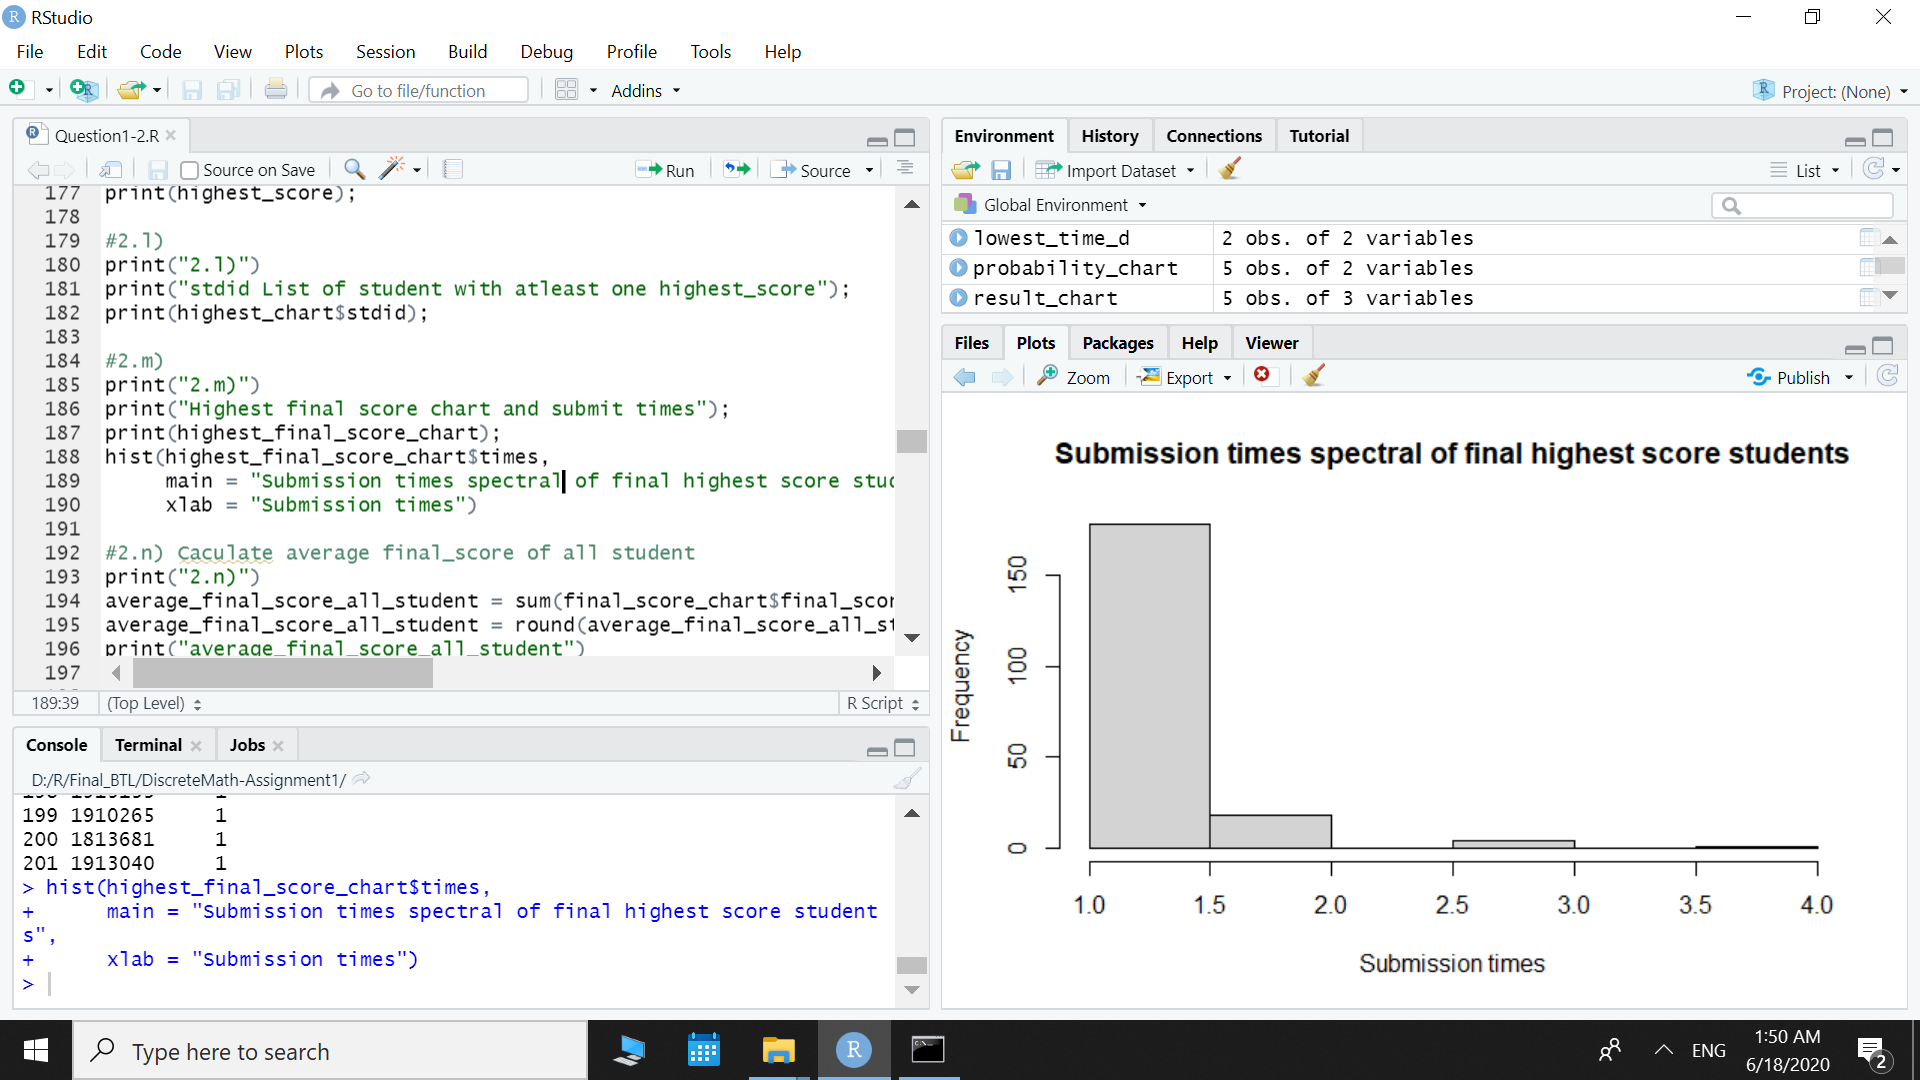 RStudio
File Edit Code View Plots Session Build Debug Profile Tools Help
Go to file/function Addins Project: (None)
Question1-2.R
Source on Save Run Source
177 print(highest_score);
178
179 #2.l)
180 print("2.l)")
181 print("stdid List of student with atleast one highest_score");
182 print(highest_chart$stdid);
183
184 #2.m)
185 print("2.m)")
186 print("Highest final score chart and submit times");
187 print(highest_final_score_chart);
188 hist(highest_final_score_chart$times,
189 main = "Submission times spectral of final highest score stu
190 xlab = "Submission times")
191
192 #2.n) Caculate average final_score of all student
193 print("2.n)")
194 average_final_score_all_student = sum(final_score_chart$final_scor
195 average_final_score_all_student = round(average_final_score_all_st
196 print("average_final_score_all_student")
197
189:39 (Top Level) R Script
Console Terminal Jobs
D:/R/Final_BTL/DiscreteMath-Assignment1/
199 1910265 1
200 1813681 1
201 1913040 1
> hist(highest_final_score_chart$times,
+ main = "Submission times spectral of final highest score student
s",
+ xlab = "Submission times")
>
Environment History Connections Tutorial
Import Dataset List
Global Environment
lowest_time_d 2 obs. of 2 variables
probability_chart 5 obs. of 2 variables
result_chart 5 obs. of 3 variables
Files Plots Packages Help Viewer
Zoom Export Publish
Submission times spectral of final highest score students
Frequency
150
100
50
0
1.0 1.5 2.0 2.5 3.0 3.5 4.0
Submission times
Type here to search
R
C:\_
ENG
1:50 AM
6/18/2020
2